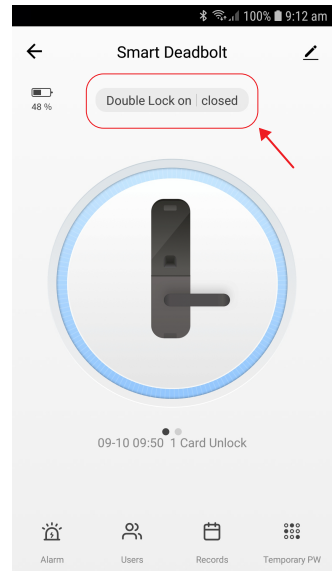 100% 9:12 am
Smart Deadbolt
48 %
Double Lock on | closed
09-10 09:50 1 Card Unlock
Alarm Users Records Temporary PW